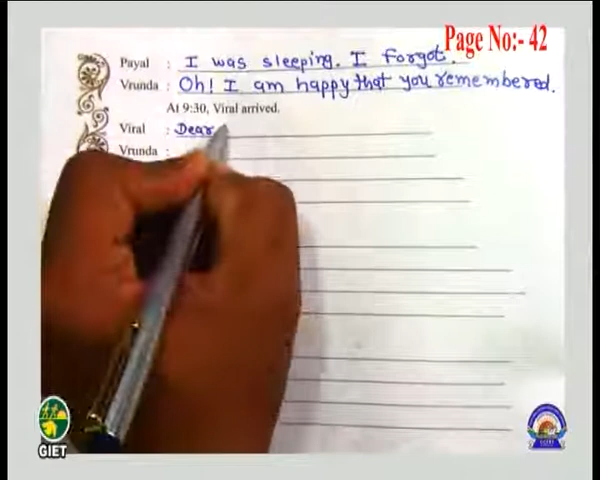 Page No:- 42
Payal : I was sleeping. I forgot.
Vrunda : Oh! I am happy that you remembered.
At 9:30, Viral arrived.
Viral : Dear
Vrunda :
GIET